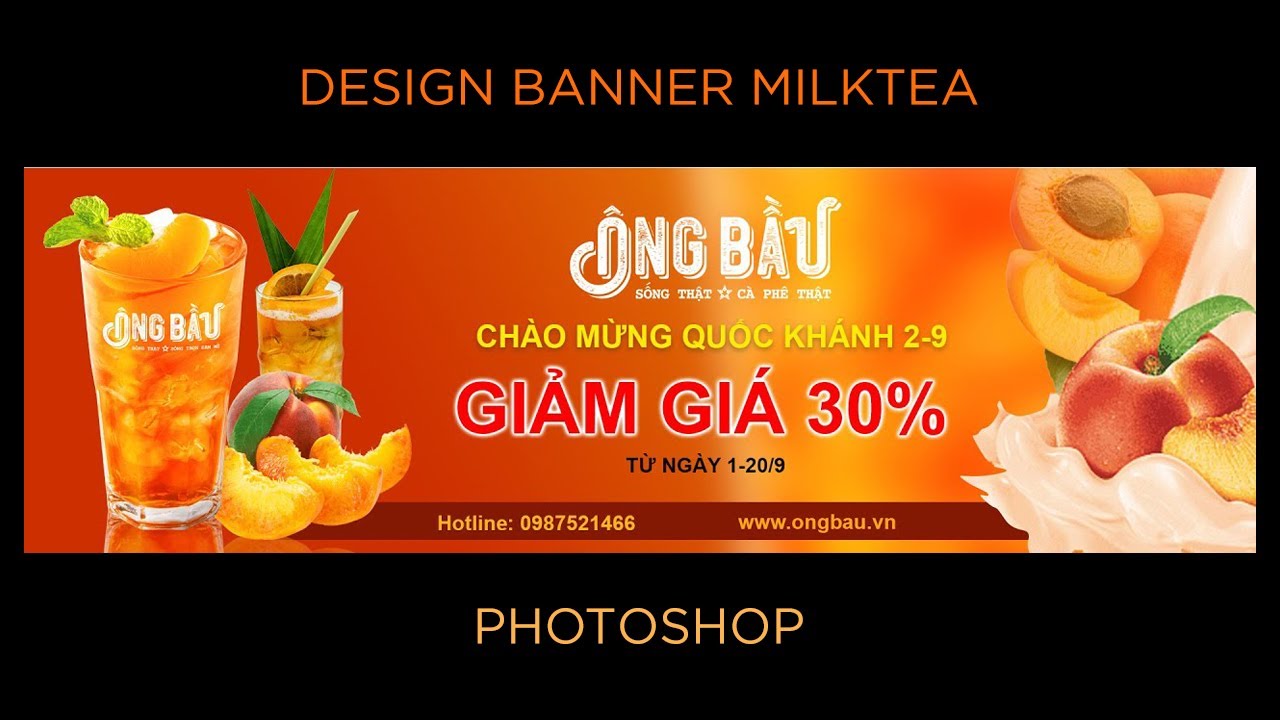 DESIGN BANNER MILKTEA
ÔNG BẦU
SỐNG THẬT ☆ CÀ PHÊ THẬT
ÔNG BẦU
CHÀO MỪNG QUỐC KHÁNH 2-9
GIẢM GIÁ 30%
TỪ NGÀY 1-20/9
Hotline: 0987521466
www.ongbau.vn
PHOTOSHOP